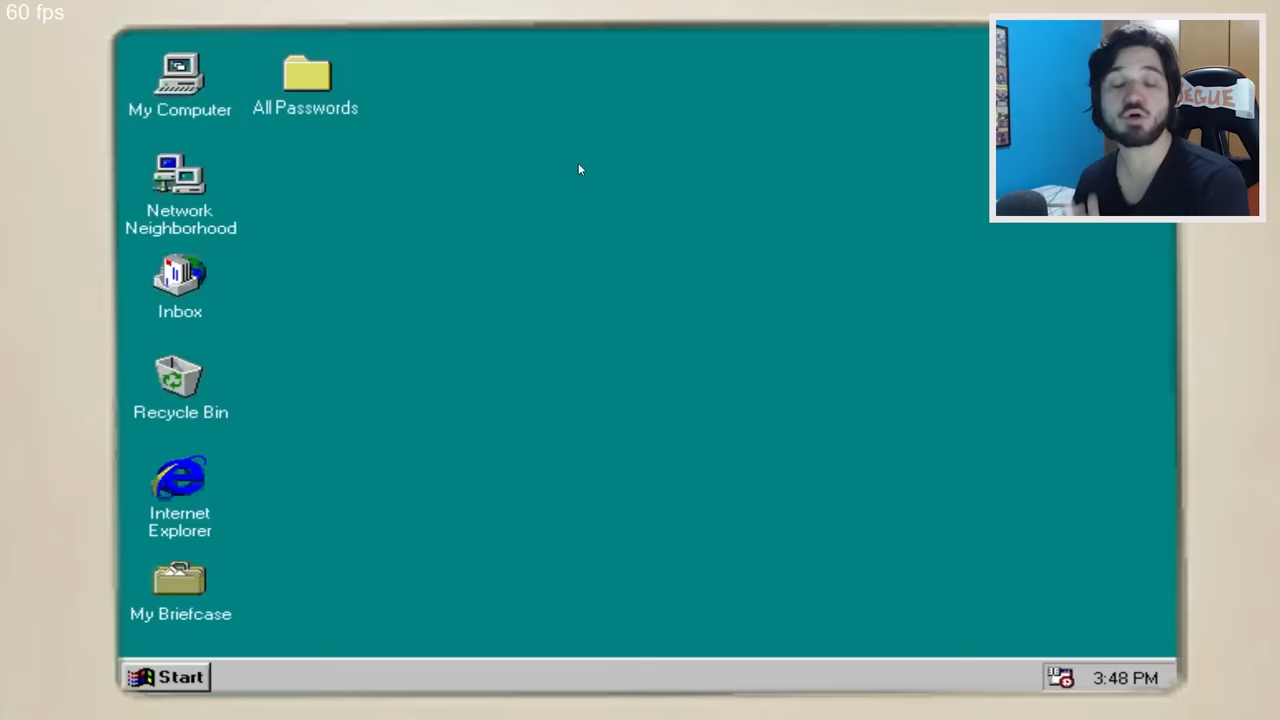 60 fps
My Computer
All Passwords
Network
Neighborhood
Inbox
Recycle Bin
Internet
Explorer
My Briefcase
Start
3:48 PM